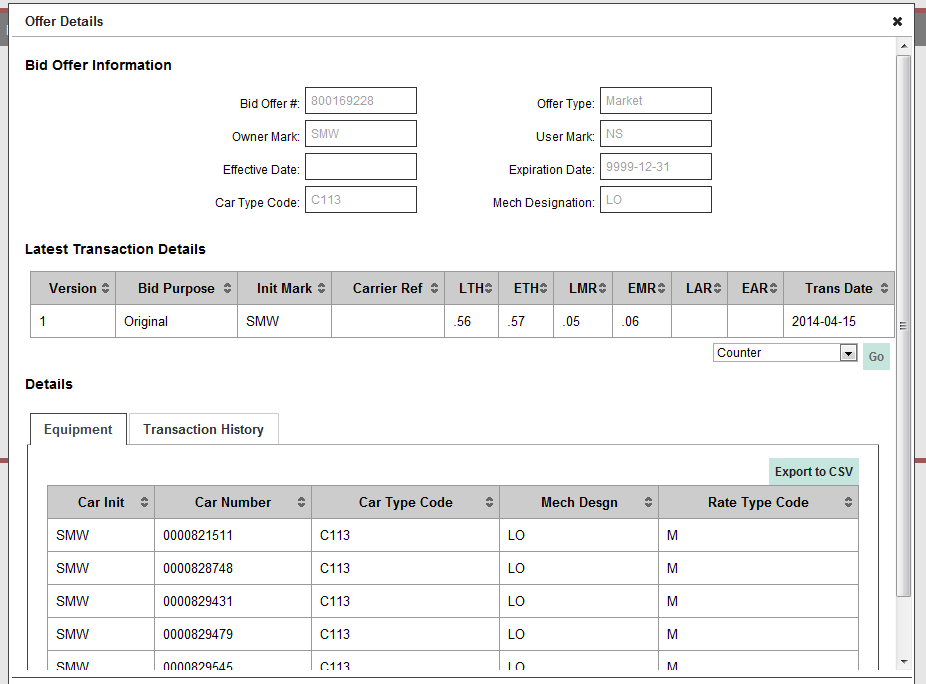 Offer Details
Bid Offer Information
Bid Offer #: 800169228 Offer Type: Market
Owner Mark: SMW User Mark: NS
Effective Date: Expiration Date: 9999-12-31
Car Type Code: C113 Mech Designation: LO
Latest Transaction Details
Version Bid Purpose Init Mark Carrier Ref LTH ETH LMR EMR LAR EAR Trans Date
1 Original SMW .56 .57 .05 .06 2014-04-15
Counter Go
Details
Equipment Transaction History
Export to CSV
Car Init Car Number Car Type Code Mech Desgn Rate Type Code
SMW 0000821511 C113 LO M
SMW 0000828748 C113 LO M
SMW 0000829431 C113 LO M
SMW 0000829479 C113 LO M
SMW 0000829545 C113 LO M